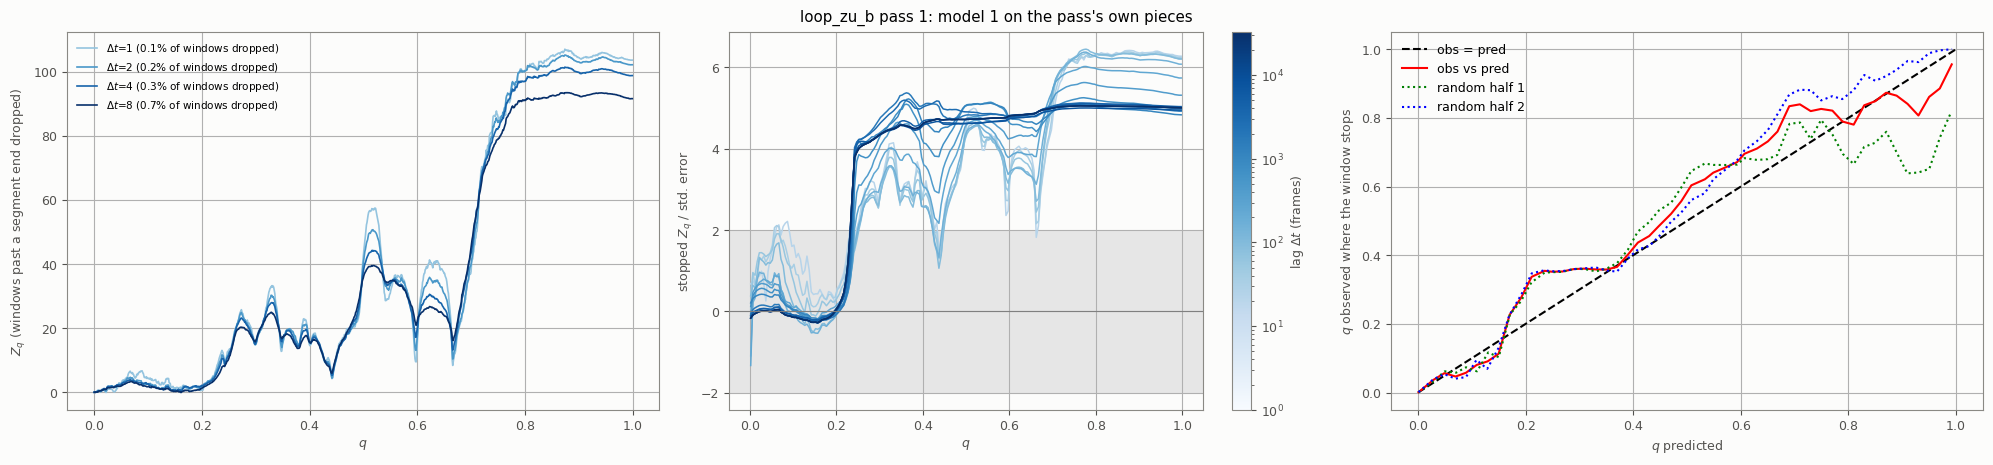 loop_zu_b pass 1: model 1 on the pass's own pieces
Z_q (windows past a segment end dropped)
100
80
60
40
20
0
Δt=1 (0.1% of windows dropped)
Δt=2 (0.2% of windows dropped)
Δt=4 (0.3% of windows dropped)
Δt=8 (0.7% of windows dropped)
0.0 0.2 0.4 0.6 0.8 1.0
q
stopped Z_q / std. error
6
4
2
0
−2
0.0 0.2 0.4 0.6 0.8 1.0
q
10^4
10^3
10^2
10^1
10^0
lag Δt (frames)
q observed where the window stops
1.0
0.8
0.6
0.4
0.2
0.0
obs = pred
obs vs pred
random half 1
random half 2
0.0 0.2 0.4 0.6 0.8 1.0
q predicted